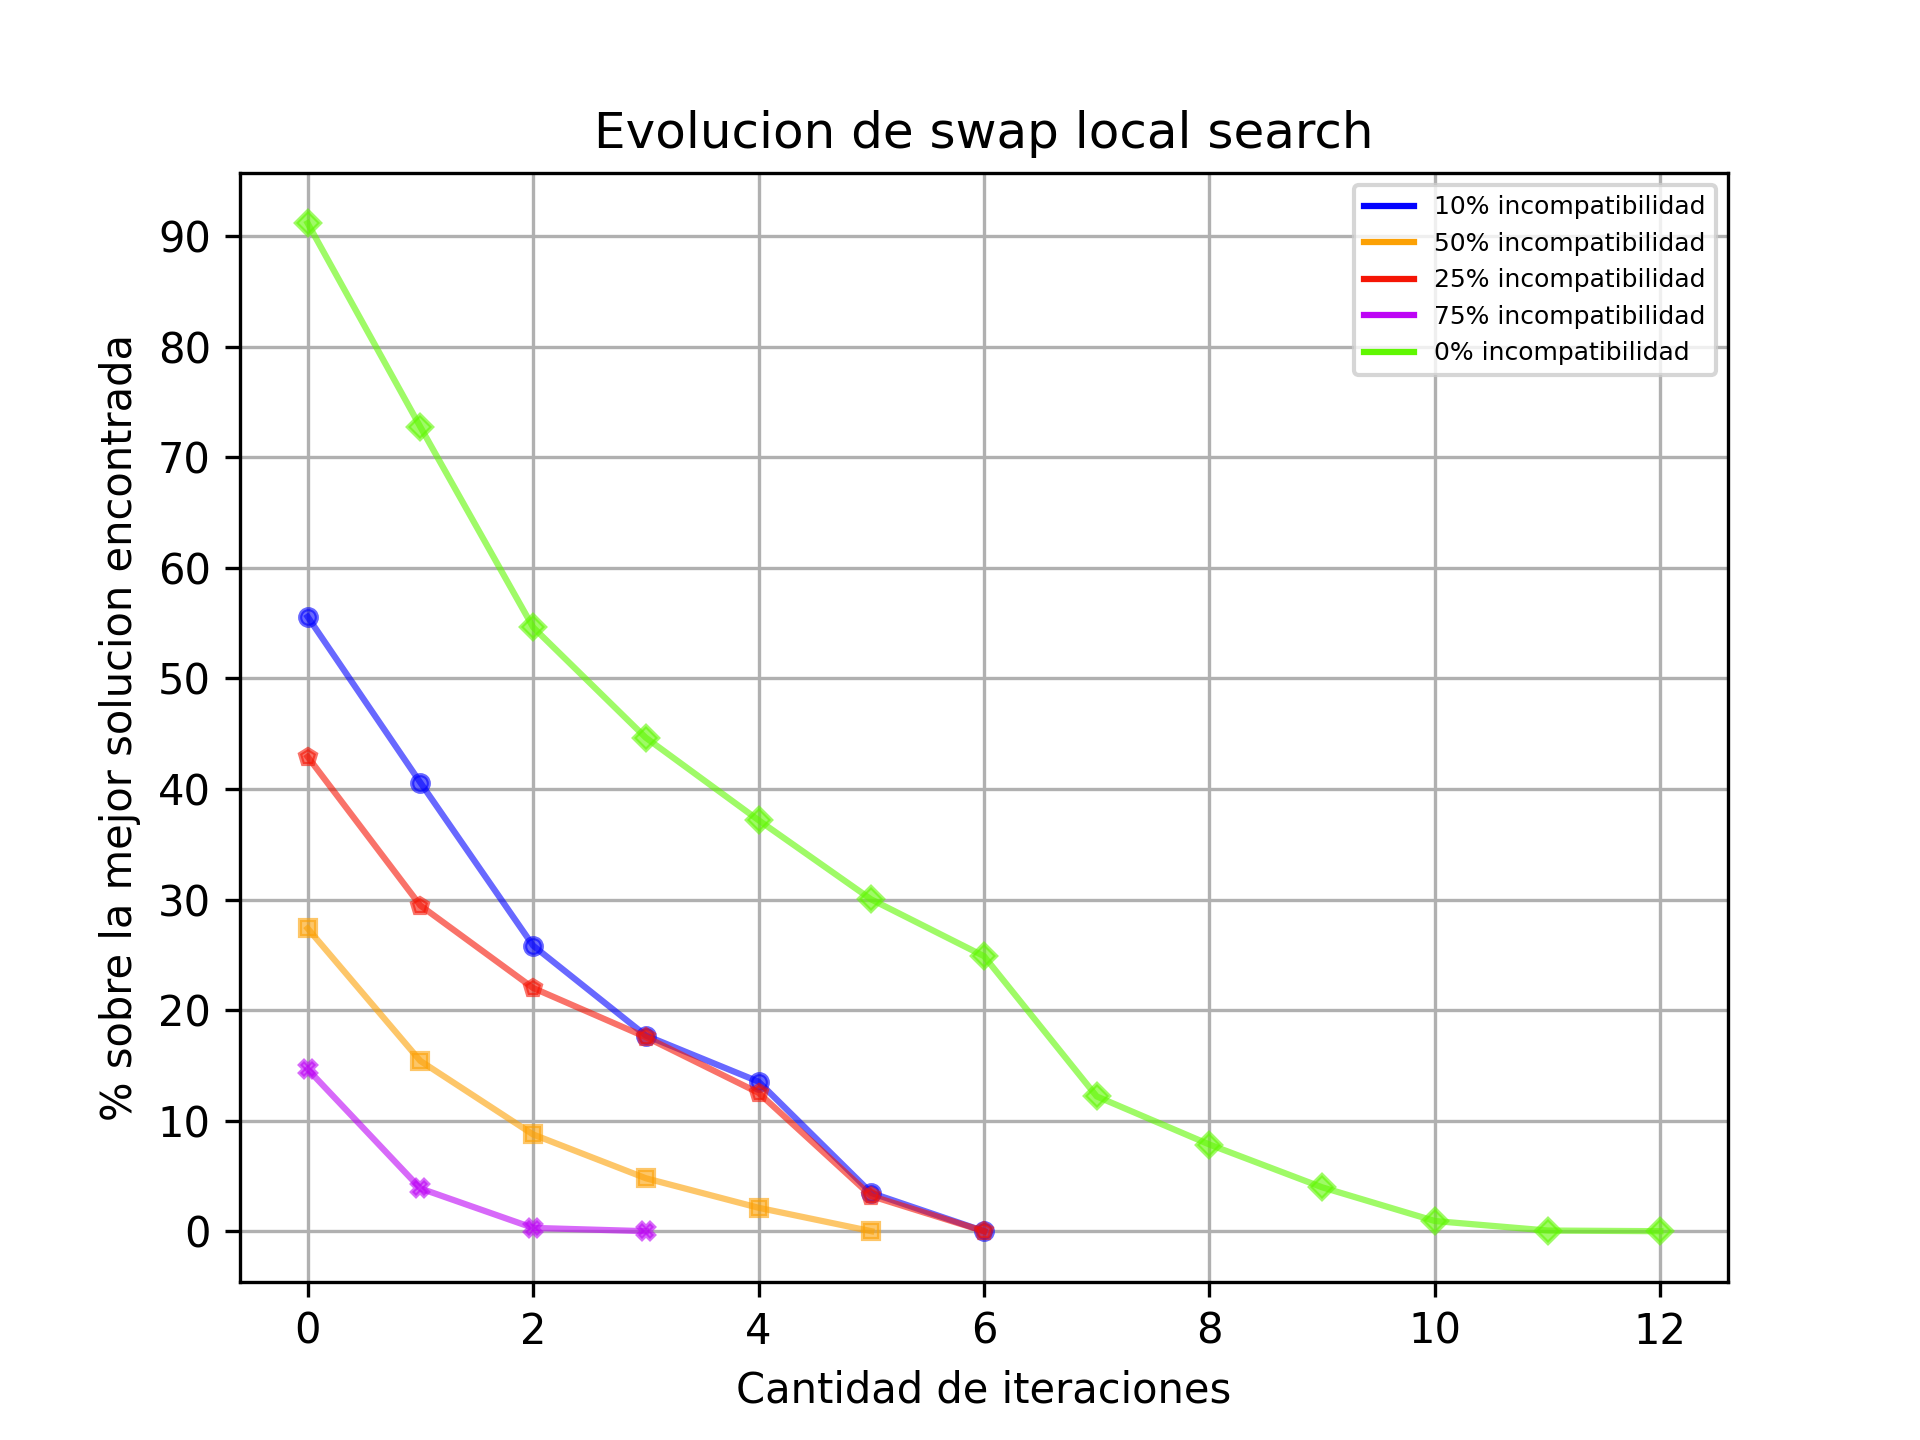 Evolucion de swap local search
10% incompatibilidad
50% incompatibilidad
25% incompatibilidad
75% incompatibilidad
0% incompatibilidad
% sobre la mejor solucion encontrada
90
80
70
60
50
40
30
20
10
0
0 2 4 6 8 10 12
Cantidad de iteraciones